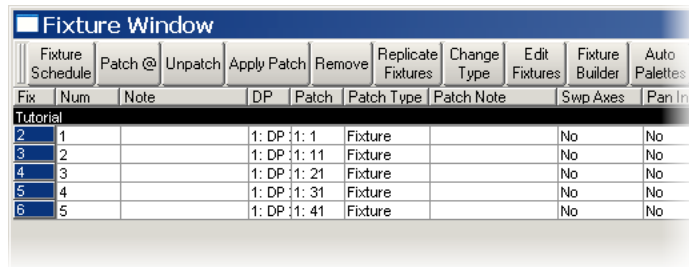 Fixture Window
Fixture Schedule Patch @ Unpatch Apply Patch Remove Replicate Fixtures Change Type Edit Fixtures Fixture Builder Auto Palettes
Fix Num Note DP Patch Patch Type Patch Note Swp Axes Pan In
Tutorial
2 1 1: DP 1: 1 Fixture No No
3 2 1: DP 1: 11 Fixture No No
4 3 1: DP 1: 21 Fixture No No
5 4 1: DP 1: 31 Fixture No No
6 5 1: DP 1: 41 Fixture No No